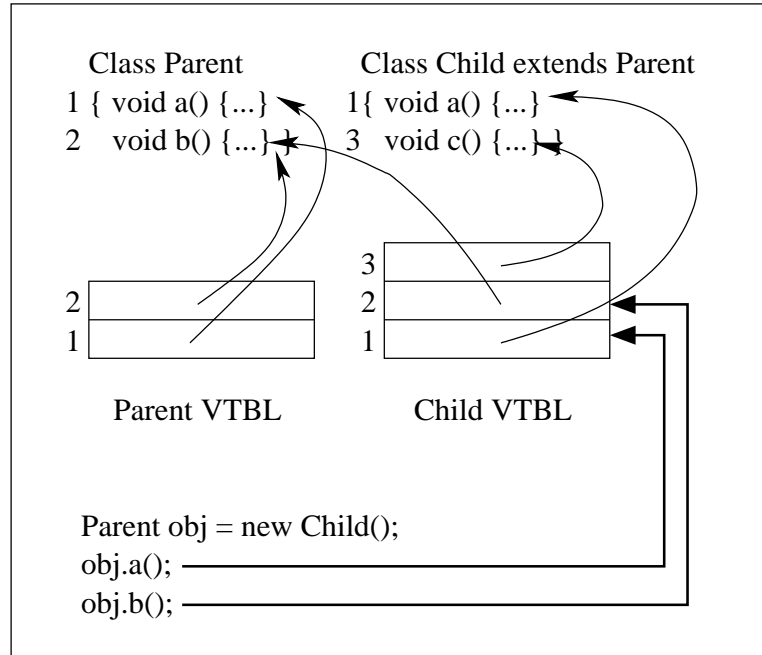 Class Parent
1 { void a() {...}
2 void b() {...} }
Class Child extends Parent
1{ void a() {...}
3 void c() {...} }
2
1
Parent VTBL
3
2
1
Child VTBL
Parent obj = new Child();
obj.a();
obj.b();